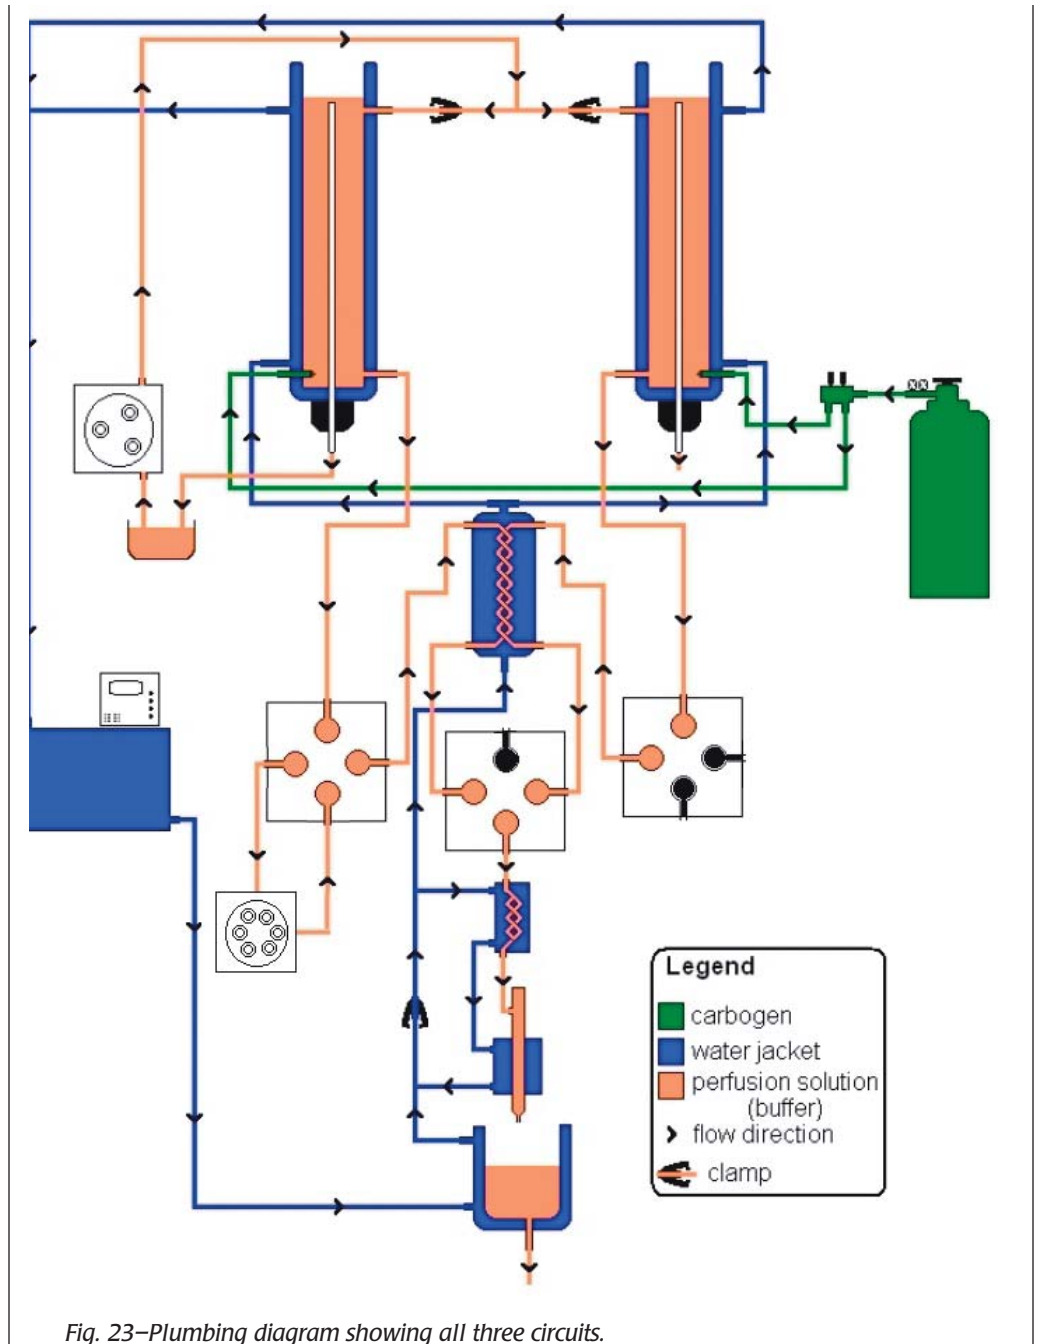 Legend
carbogen
water jacket
perfusion solution
(buffer)
flow direction
clamp
Fig. 23–Plumbing diagram showing all three circuits.